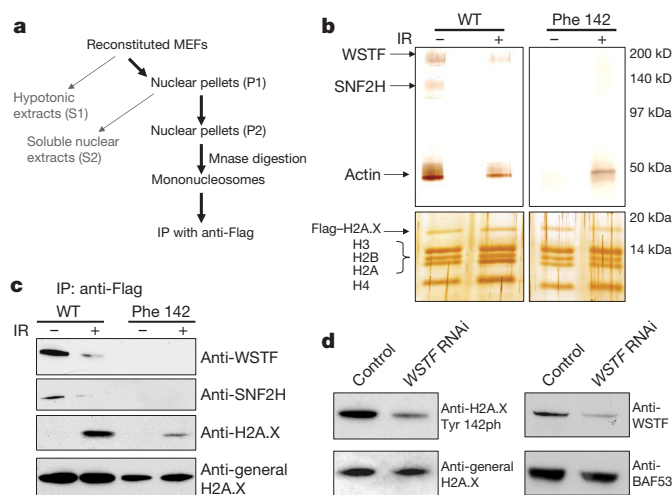 a
Reconstituted MEFs
Hypotonic
extracts (S1)
Nuclear pellets (P1)
Soluble nuclear
extracts (S2)
Nuclear pellets (P2)
Mnase digestion
Mononucleosomes
IP with anti-Flag
b
WT Phe 142
IR – + – +
WSTF
SNF2H
Actin
Flag–H2A.X
H3
H2B
H2A
H4
200 kD
140 kDa
97 kDa
50 kDa
20 kDa
14 kDa
c
IP: anti-Flag
WT Phe 142
IR – + – +
Anti-WSTF
Anti-SNF2H
Anti-H2A.X
Anti-general
H2A.X
d
Control WSTF RNAi
Anti-H2A.X
Tyr 142ph
Anti-general
H2A.X
Control WSTF RNAi
Anti-
WSTF
Anti-
BAF53